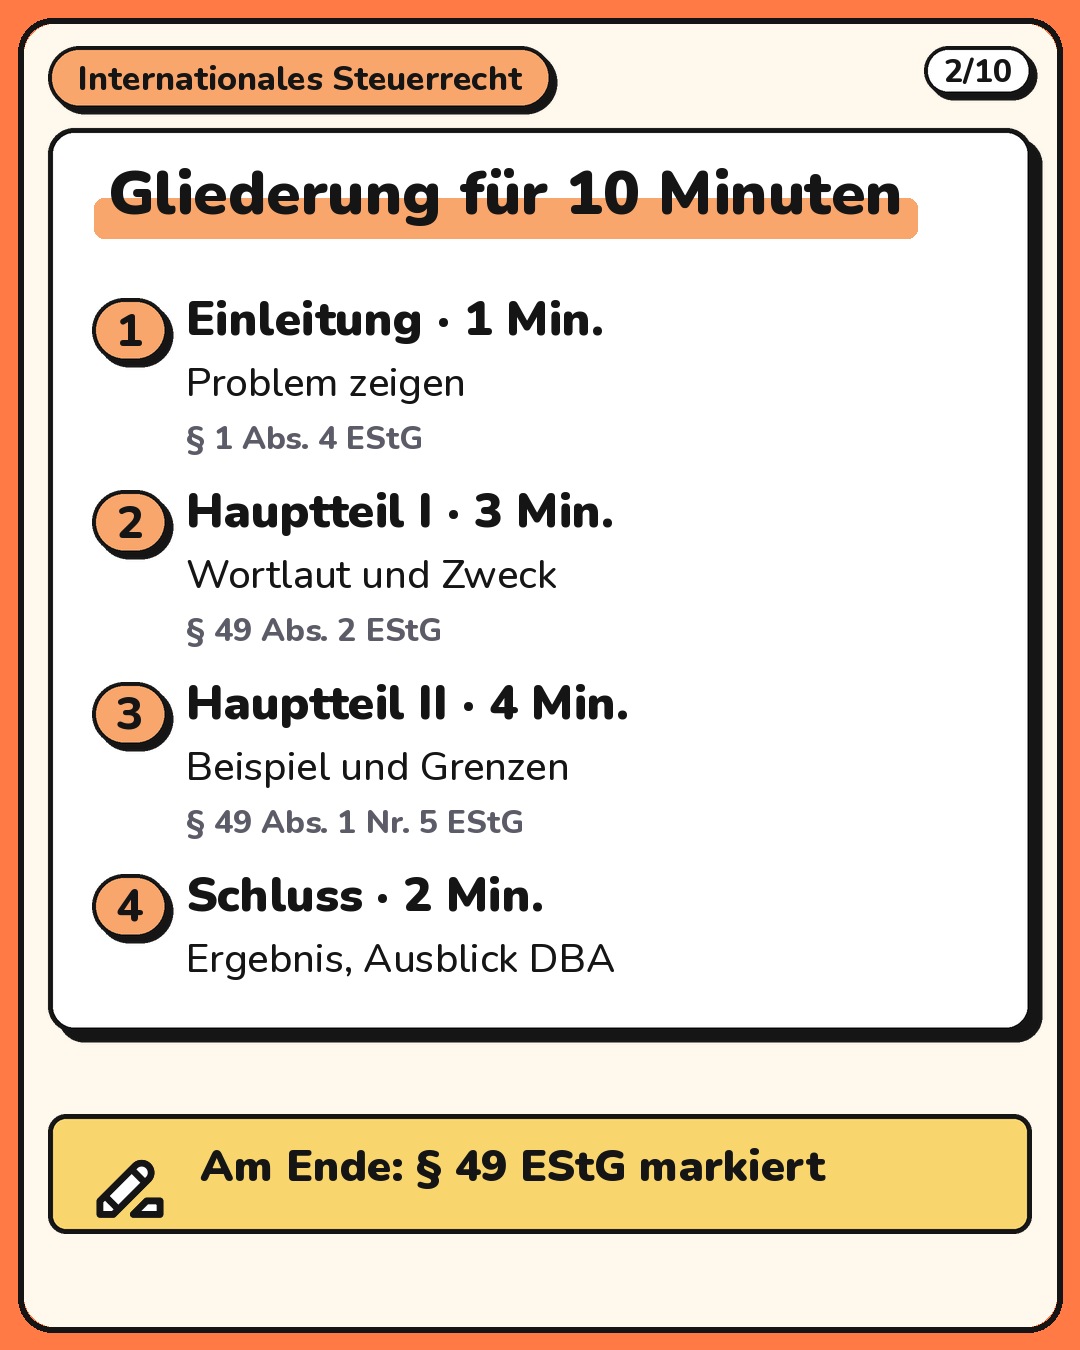 Internationales Steuerrecht
2/10
Gliederung für 10 Minuten
1 Einleitung · 1 Min.
Problem zeigen
§ 1 Abs. 4 EStG
2 Hauptteil I · 3 Min.
Wortlaut und Zweck
§ 49 Abs. 2 EStG
3 Hauptteil II · 4 Min.
Beispiel und Grenzen
§ 49 Abs. 1 Nr. 5 EStG
4 Schluss · 2 Min.
Ergebnis, Ausblick DBA
Am Ende: § 49 EStG markiert